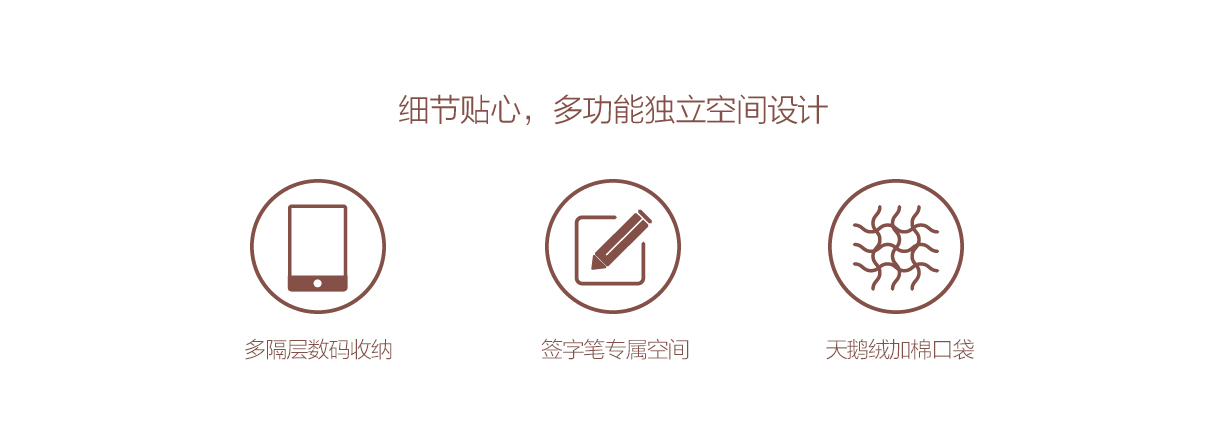 细节贴心，多功能独立空间设计
多隔层数码收纳
签字笔专属空间
天鹅绒加棉口袋